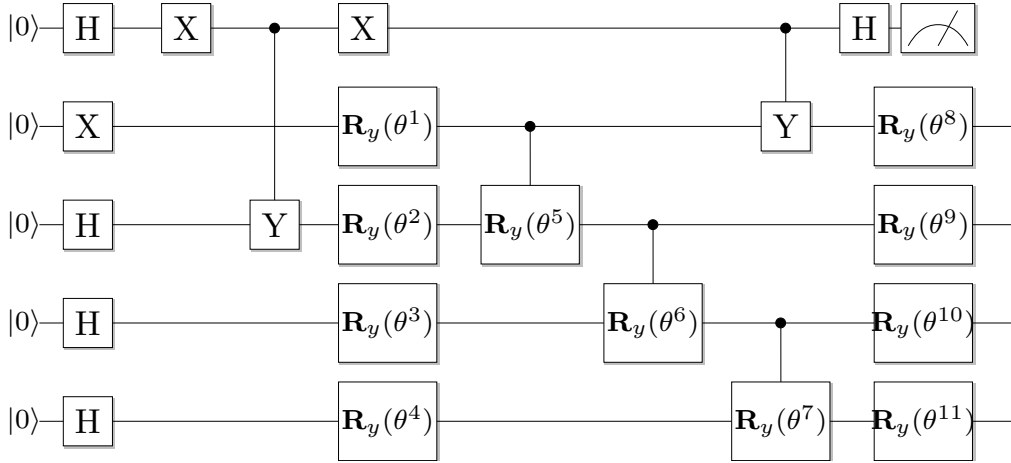 |0⟩ H X X H
|0⟩ X R_y(θ^1) Y R_y(θ^8)
|0⟩ H Y R_y(θ^2) R_y(θ^5) R_y(θ^9)
|0⟩ H R_y(θ^3) R_y(θ^6) R_y(θ^10)
|0⟩ H R_y(θ^4) R_y(θ^7) R_y(θ^11)